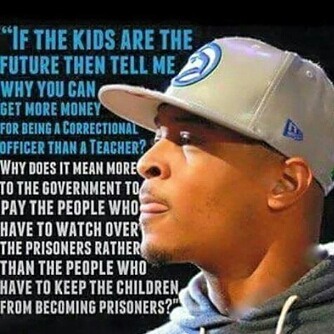 "IF THE KIDS ARE THE
FUTURE THEN TELL ME
WHY YOU CAN
GET MORE MONEY
FOR BEING A CORRECTIONAL
OFFICER THAN A TEACHER?
WHY DOES IT MEAN MORE
TO THE GOVERNMENT TO
PAY THE PEOPLE WHO
HAVE TO WATCH OVER
THE PRISONERS RATHER
THAN THE PEOPLE WHO
HAVE TO KEEP THE CHILDREN
FROM BECOMING PRISONERS?"